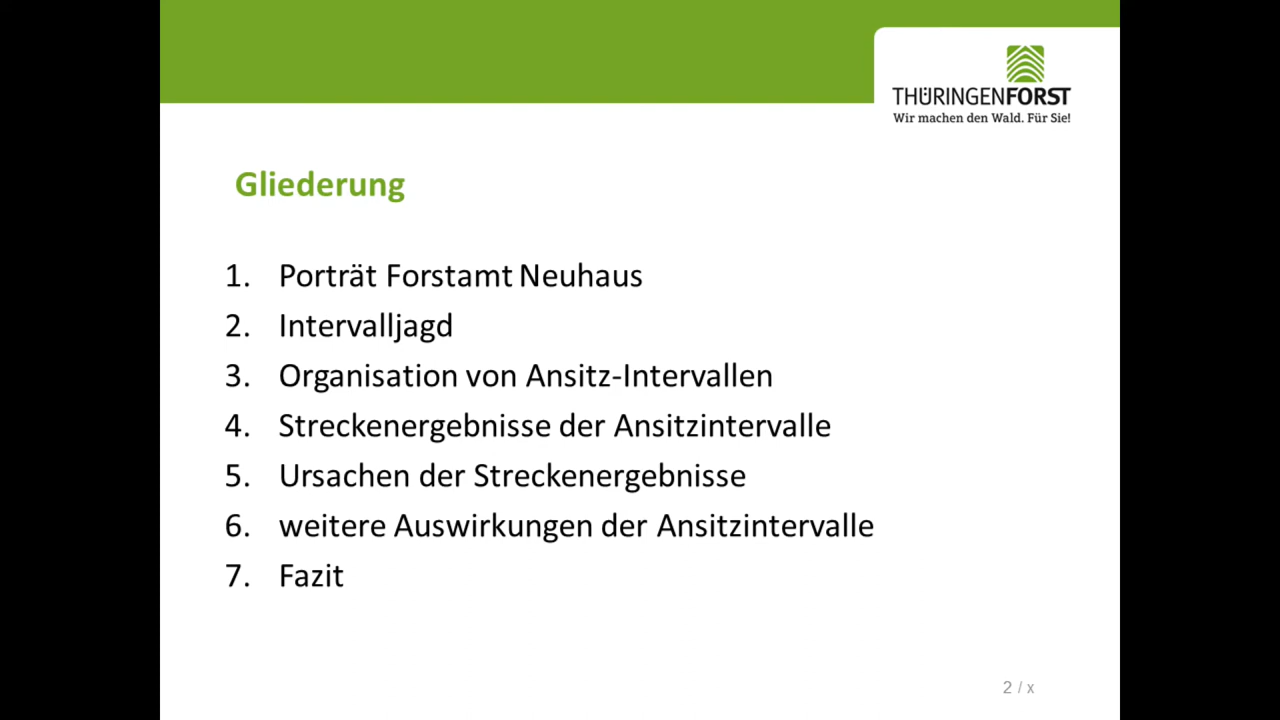 THÜRINGENFORST
Wir machen den Wald. Für Sie!
Gliederung
1. Porträt Forstamt Neuhaus
2. Intervalljagd
3. Organisation von Ansitz-Intervallen
4. Streckenergebnisse der Ansitzintervalle
5. Ursachen der Streckenergebnisse
6. weitere Auswirkungen der Ansitzintervalle
7. Fazit
2 / x